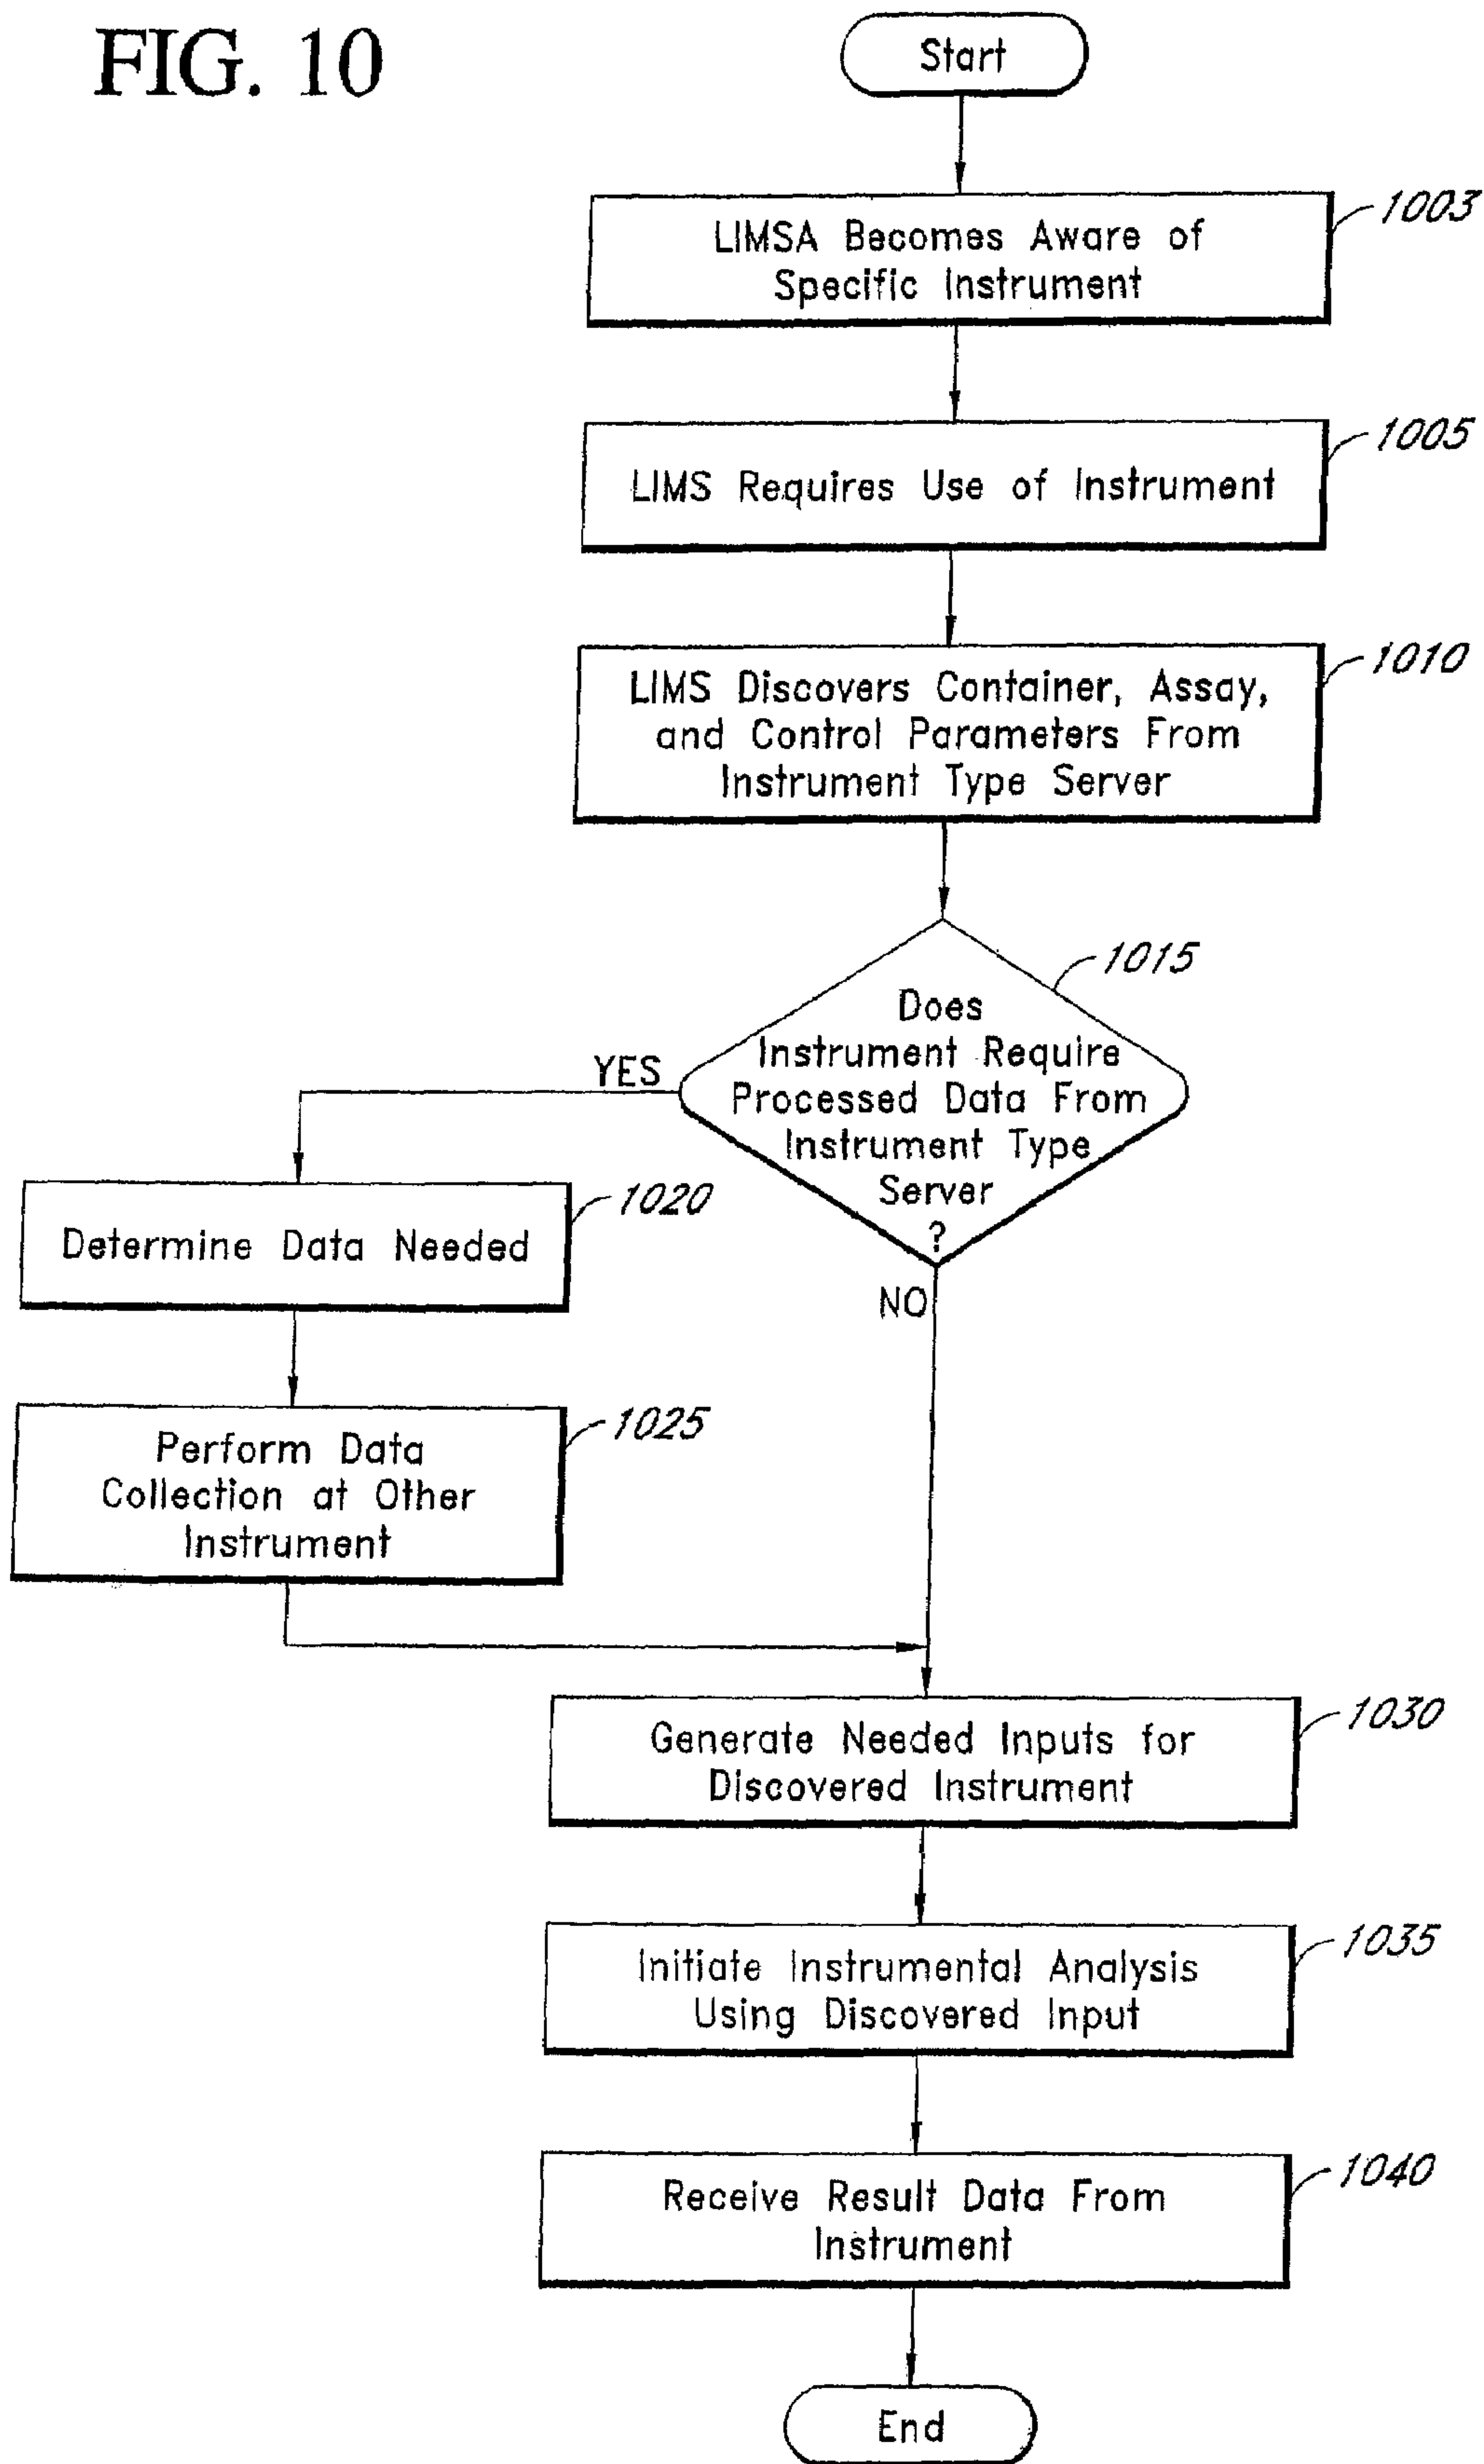 FIG. 10
Start
LIMSA Becomes Aware of
Specific Instrument
1003
LIMS Requires Use of Instrument
1005
LIMS Discovers Container, Assay,
and Control Parameters From
Instrument Type Server
1010
Does
Instrument Require
Processed Data From
Instrument Type
Server
?
1015
YES
NO
Determine Data Needed
1020
Perform Data
Collection at Other
Instrument
1025
Generate Needed Inputs for
Discovered Instrument
1030
Initiate Instrumental Analysis
Using Discovered Input
1035
Receive Result Data From
Instrument
1040
End